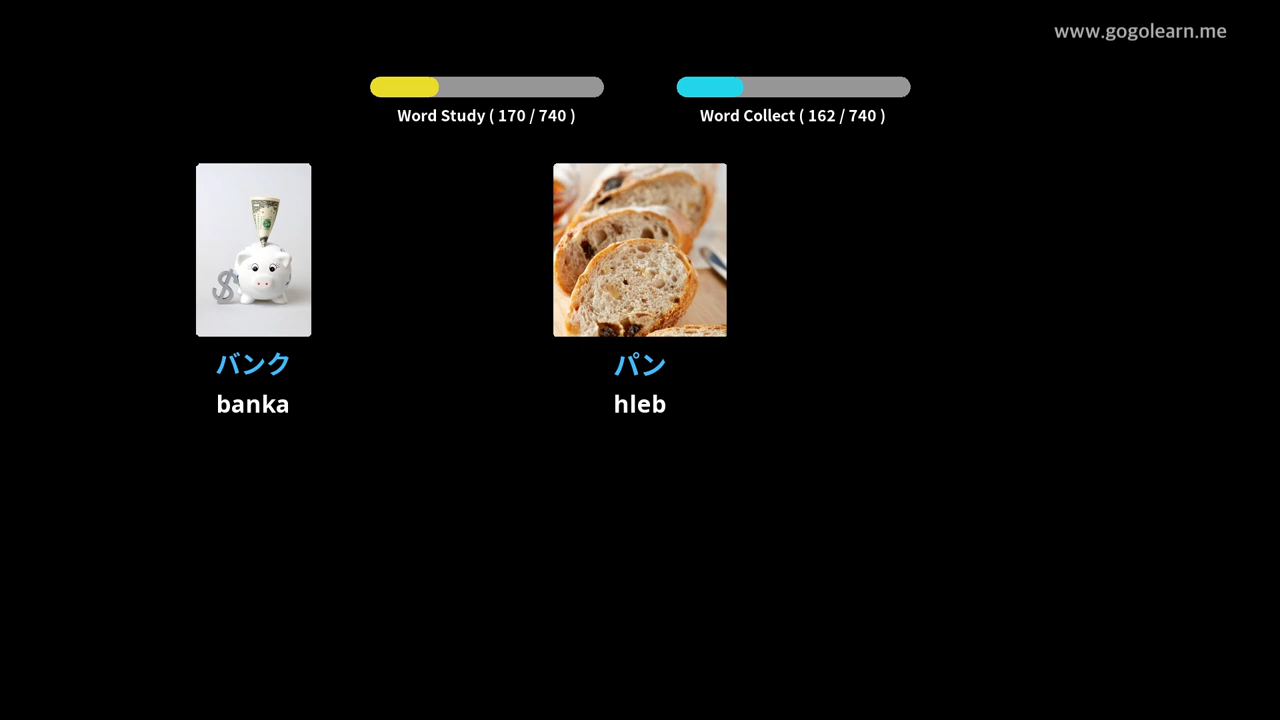 www.gogolearn.me
Word Study ( 170 / 740 )
Word Collect ( 162 / 740 )
バンク
banka
パン
hleb